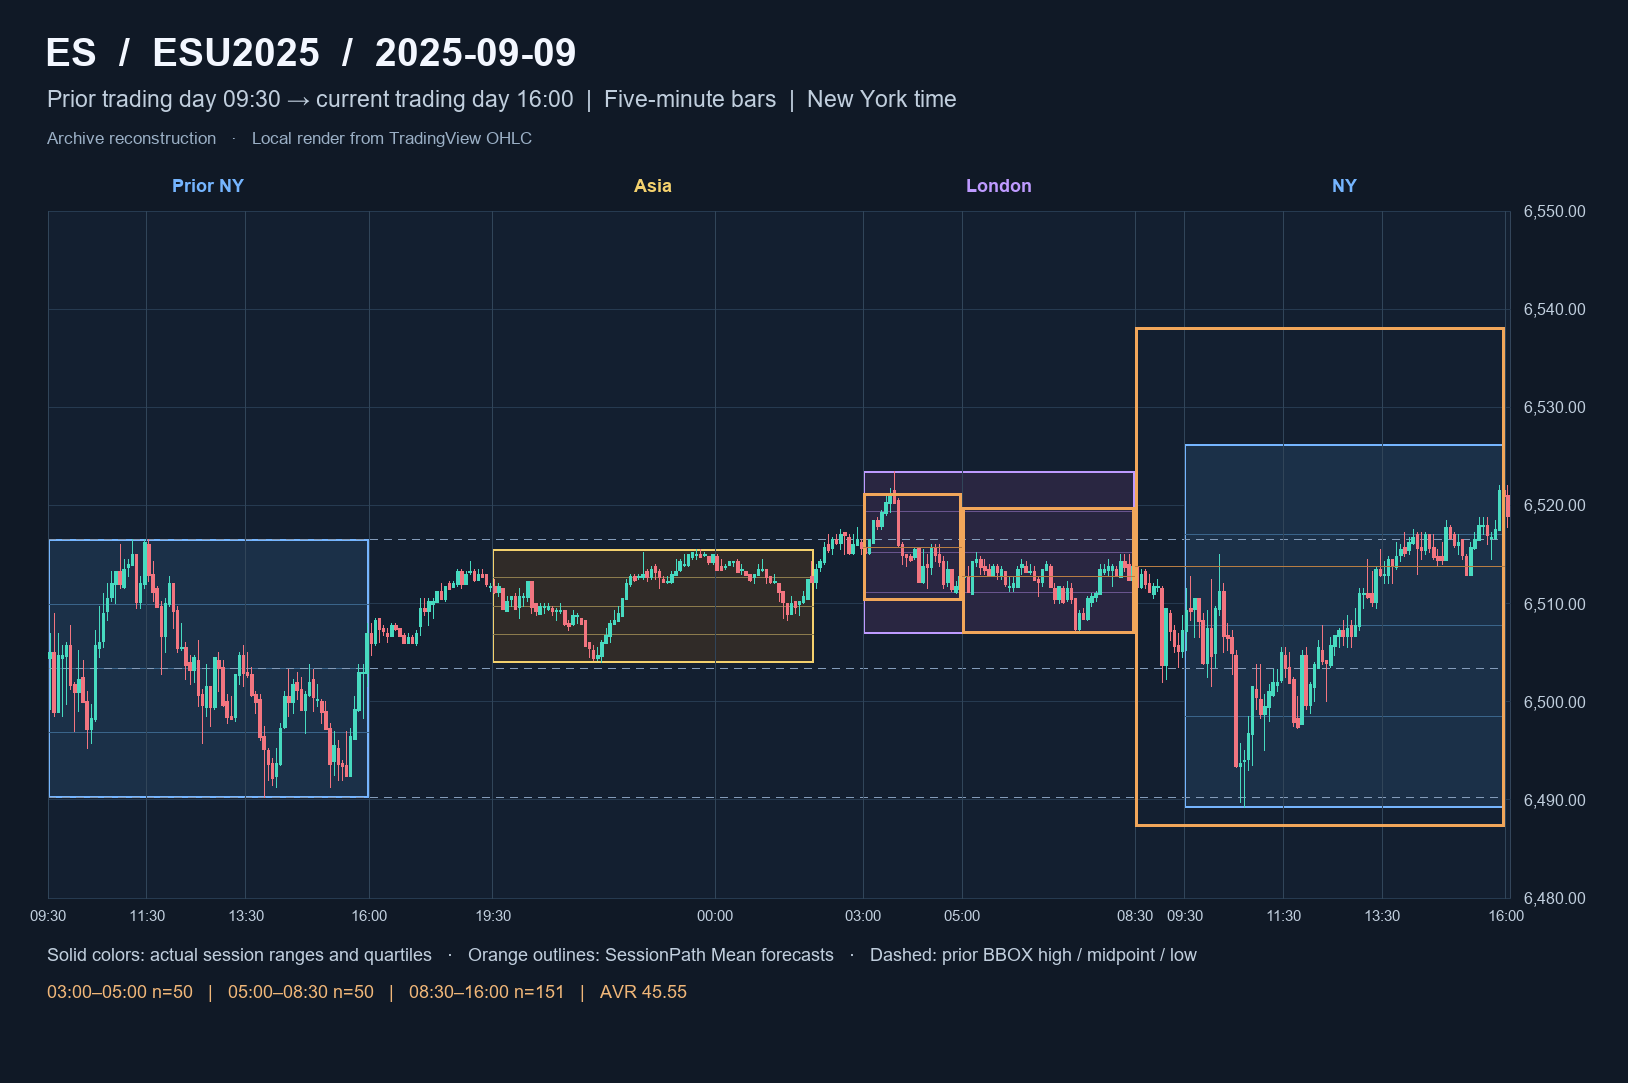 ES / ESU2025 / 2025-09-09
Prior trading day 09:30 → current trading day 16:00 | Five-minute bars | New York time
Archive reconstruction · Local render from TradingView OHLC
Prior NY Asia London NY
6,550.00
6,540.00
6,530.00
6,520.00
6,510.00
6,500.00
6,490.00
6,480.00
09:30 11:30 13:30 16:00 19:30 00:00 03:00 05:00 08:30 09:30 11:30 13:30 16:00
Solid colors: actual session ranges and quartiles · Orange outlines: SessionPath Mean forecasts · Dashed: prior BBOX high / midpoint / low
03:00–05:00 n=50 | 05:00–08:30 n=50 | 08:30–16:00 n=151 | AVR 45.55